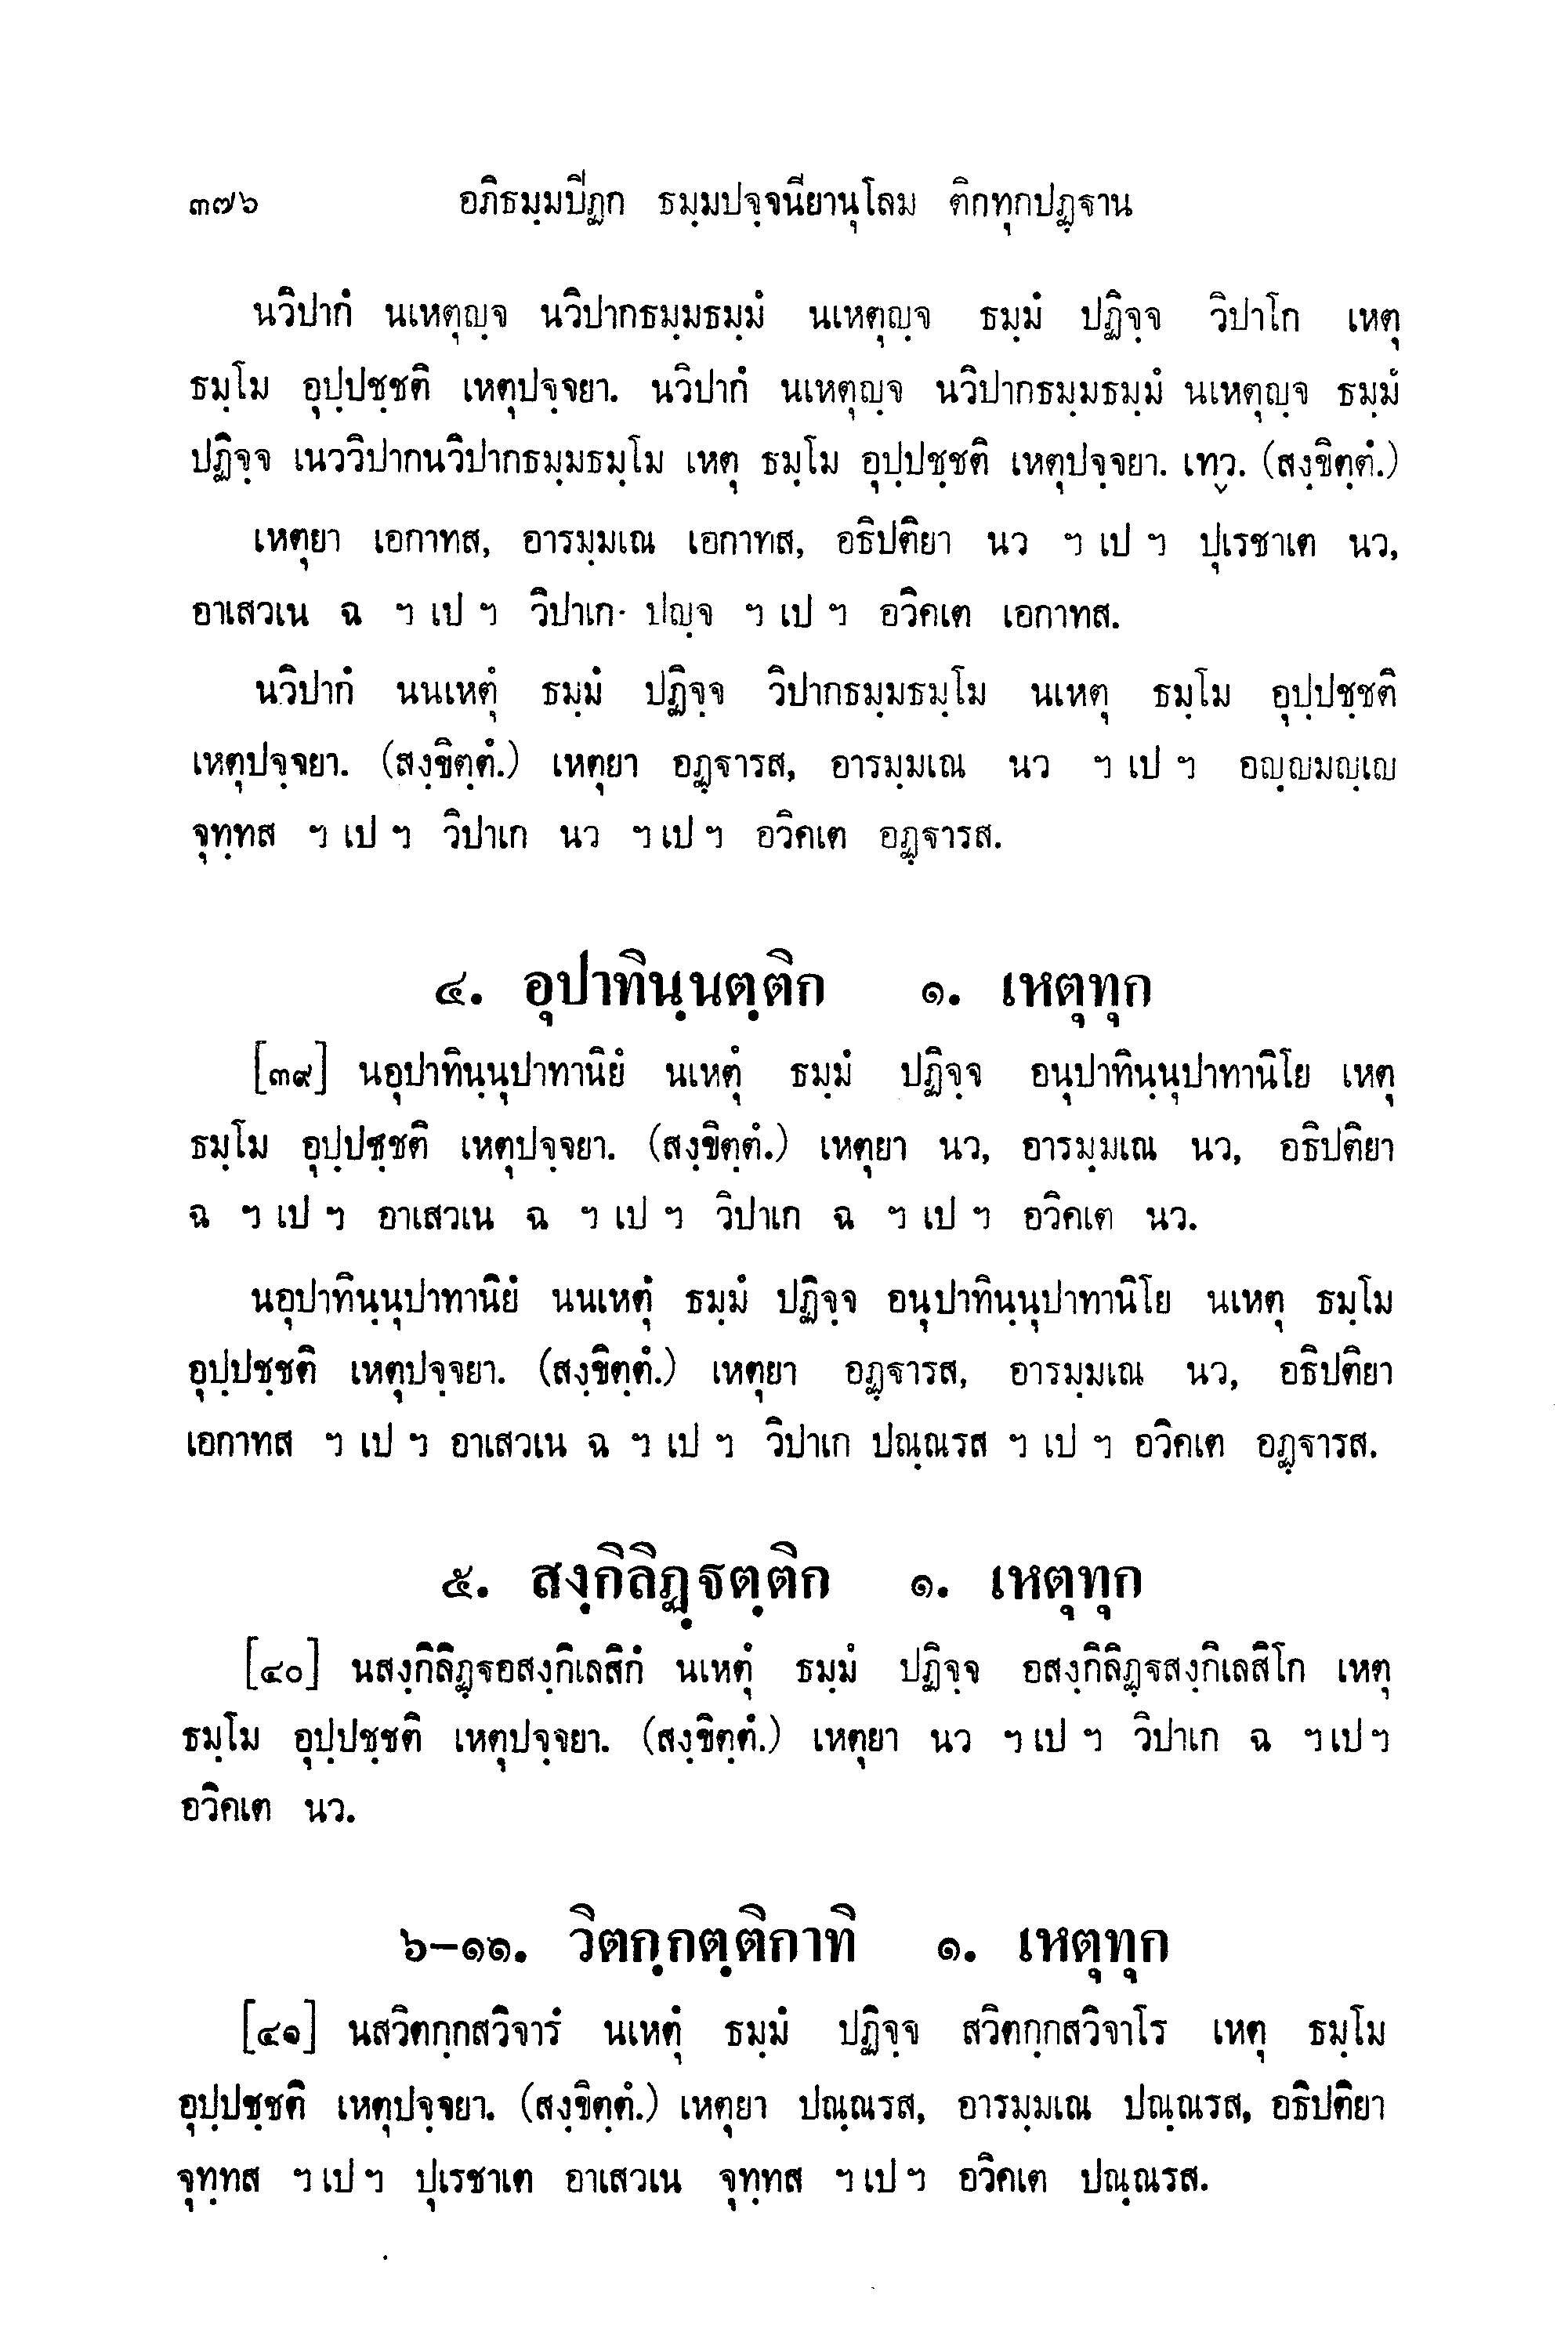 ๓๗๖ อภิธมฺมปิฏก ธมฺมปจฺจนียานุโลม ติกทุกปฏฺฐาน
นวิปากํ นเหตุญฺจ นวิปากธมฺมธมฺมํ นเหตุญฺจ ธมฺมํ ปฏิจฺจ วิปาโก เหตุ
ธมฺโม อุปฺปชฺชติ เหตุปจฺจยา. นวิปากํ นเหตุญฺจ นวิปากธมฺมธมฺมํ นเหตุญฺจ ธมฺมํ
ปฏิจฺจ เนววิปากนวิปากธมฺมธมฺโม เหตุ ธมฺโม อุปฺปชฺชติ เหตุปจฺจยา. เทฺว. (สงฺขิตฺตํ.)
เหตุยา เอกาทส, อารมฺมเณ เอกาทส, อธิปติยา นว ฯ เป ฯ ปุเรชาเต นว,
อาเสวเน ฉ ฯ เป ฯ วิปาเก ปญฺจ ฯ เป ฯ อวิคเต เอกาทส.
นวิปากํ นนเหตุํ ธมฺมํ ปฏิจฺจ วิปากธมฺมธมฺโม นเหตุ ธมฺโม อุปฺปชฺชติ
เหตุปจฺจยา. (สงฺขิตฺตํ.) เหตุยา อฏฺฐารส, อารมฺมเณ นว ฯ เป ฯ อญฺญมญฺเญ
จุทฺทส ฯ เป ฯ วิปาเก นว ฯ เป ฯ อวิคเต อฏฺฐารส.
๔. อุปาทินฺนตฺติก ๑. เหตุทุก
[๓๙] นอุปาทินฺนุปาทานิยํ นเหตุํ ธมฺมํ ปฏิจฺจ อนุปาทินฺนุปาทานิโย เหตุ
ธมฺโม อุปฺปชฺชติ เหตุปจฺจยา. (สงฺขิตฺตํ.) เหตุยา นว, อารมฺมเณ นว, อธิปติยา
ฉ ฯ เป ฯ อาเสวเน ฉ ฯ เป ฯ วิปาเก ฉ ฯ เป ฯ อวิคเต นว.
นอุปาทินฺนุปาทานิยํ นนเหตุํ ธมฺมํ ปฏิจฺจ อนุปาทินฺนุปาทานิโย นเหตุ ธมฺโม
อุปฺปชฺชติ เหตุปจฺจยา. (สงฺขิตฺตํ.) เหตุยา อฏฺฐารส, อารมฺมเณ นว, อธิปติยา
เอกาทส ฯ เป ฯ อาเสวเน ฉ ฯ เป ฯ วิปาเก ปณฺณรส ฯ เป ฯ อวิคเต อฏฺฐารส.
๕. สงฺกิลิฏฺฐตฺติก ๑. เหตุทุก
[๔๐] นสงฺกิลิฏฺฐอสงฺกิเลสิกํ นเหตุํ ธมฺมํ ปฏิจฺจ อสงฺกิลิฏฺฐสงฺกิเลสิโก เหตุ
ธมฺโม อุปฺปชฺชติ เหตุปจฺจยา. (สงฺขิตฺตํ.) เหตุยา นว ฯ เป ฯ วิปาเก ฉ ฯ เป ฯ
อวิคเต นว.
๖–๑๑. วิตกฺกตฺติกาทิ ๑. เหตุทุก
[๔๑] นสวิตกฺกสวิจารํ นเหตุํ ธมฺมํ ปฏิจฺจ สวิตกฺกสวิจาโร เหตุ ธมฺโม
อุปฺปชฺชติ เหตุปจฺจยา. (สงฺขิตฺตํ.) เหตุยา ปณฺณรส, อารมฺมเณ ปณฺณรส, อธิปติยา
จุทฺทส ฯ เป ฯ ปุเรชาเต อาเสวเน จุทฺทส ฯ เป ฯ อวิคเต ปณฺณรส.